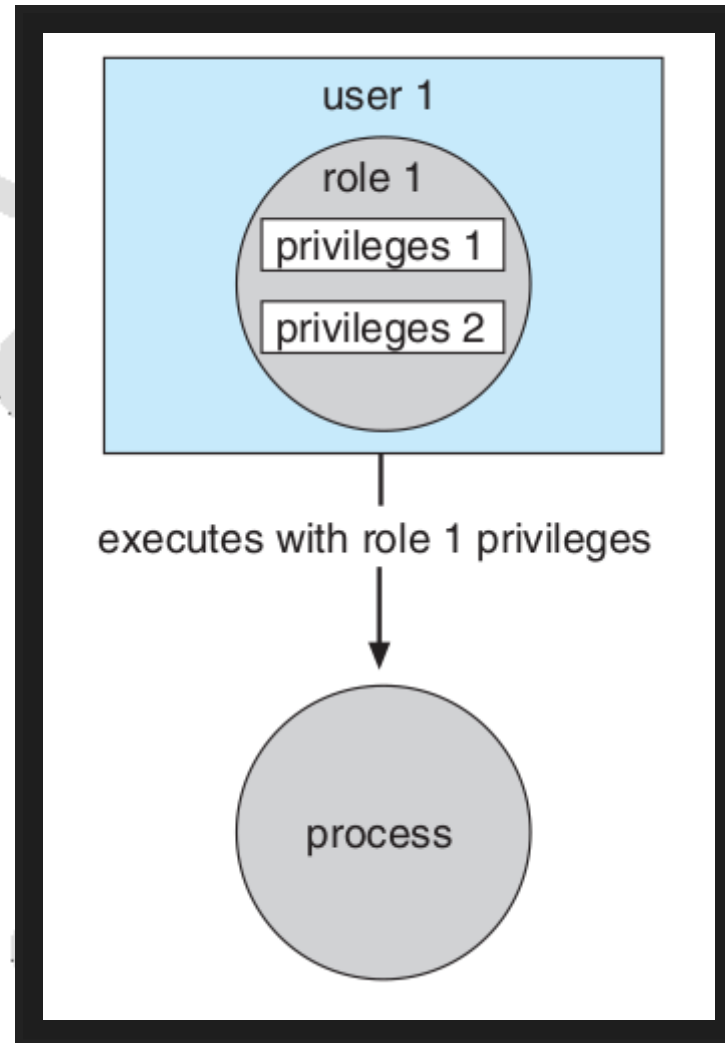 user 1
role 1
privileges 1
privileges 2
executes with role 1 privileges
process